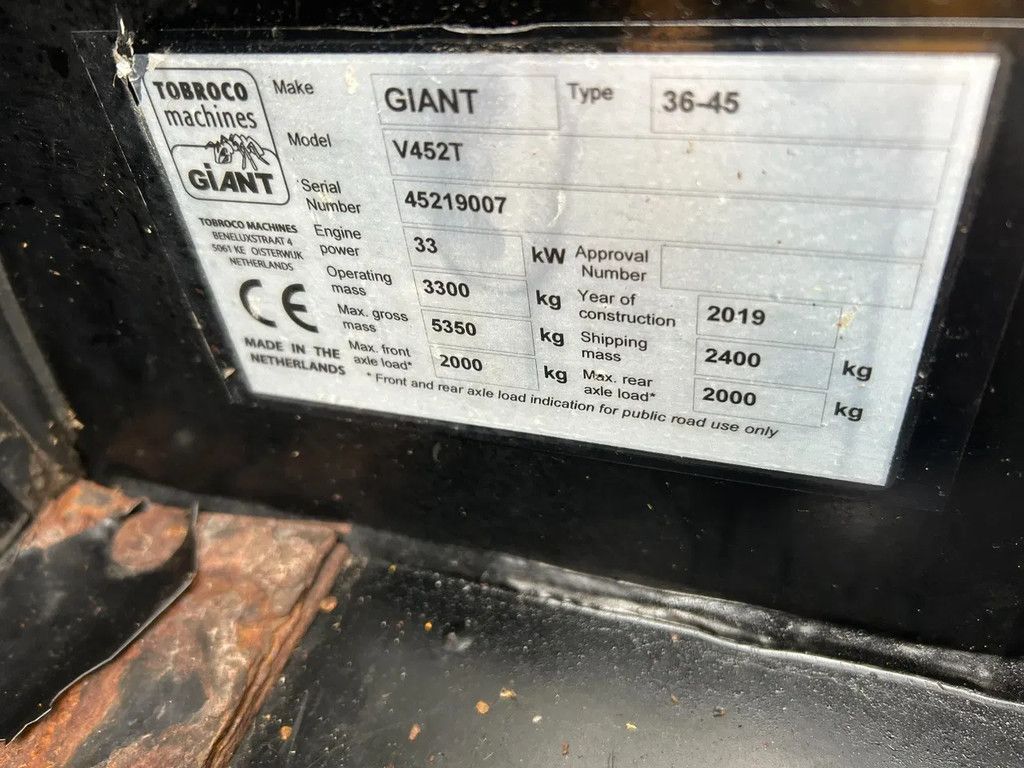 TOBROCO
machines
GiANT
TOBROCO MACHINES
BENELUXSTRAAT 4
5061 KE OISTERWIJK
NETHERLANDS
CE
MADE IN THE
NETHERLANDS
Make GIANT Type 36-45
Model V452T
Serial Number 45219007
Engine power 33 kW Approval Number
Operating mass 3300 kg Year of construction 2019
Max. gross mass 5350 kg Shipping mass 2400 kg
Max. front axle load* 2000 kg Max. rear axle load* 2000 kg
* Front and rear axle load indication for public road use only